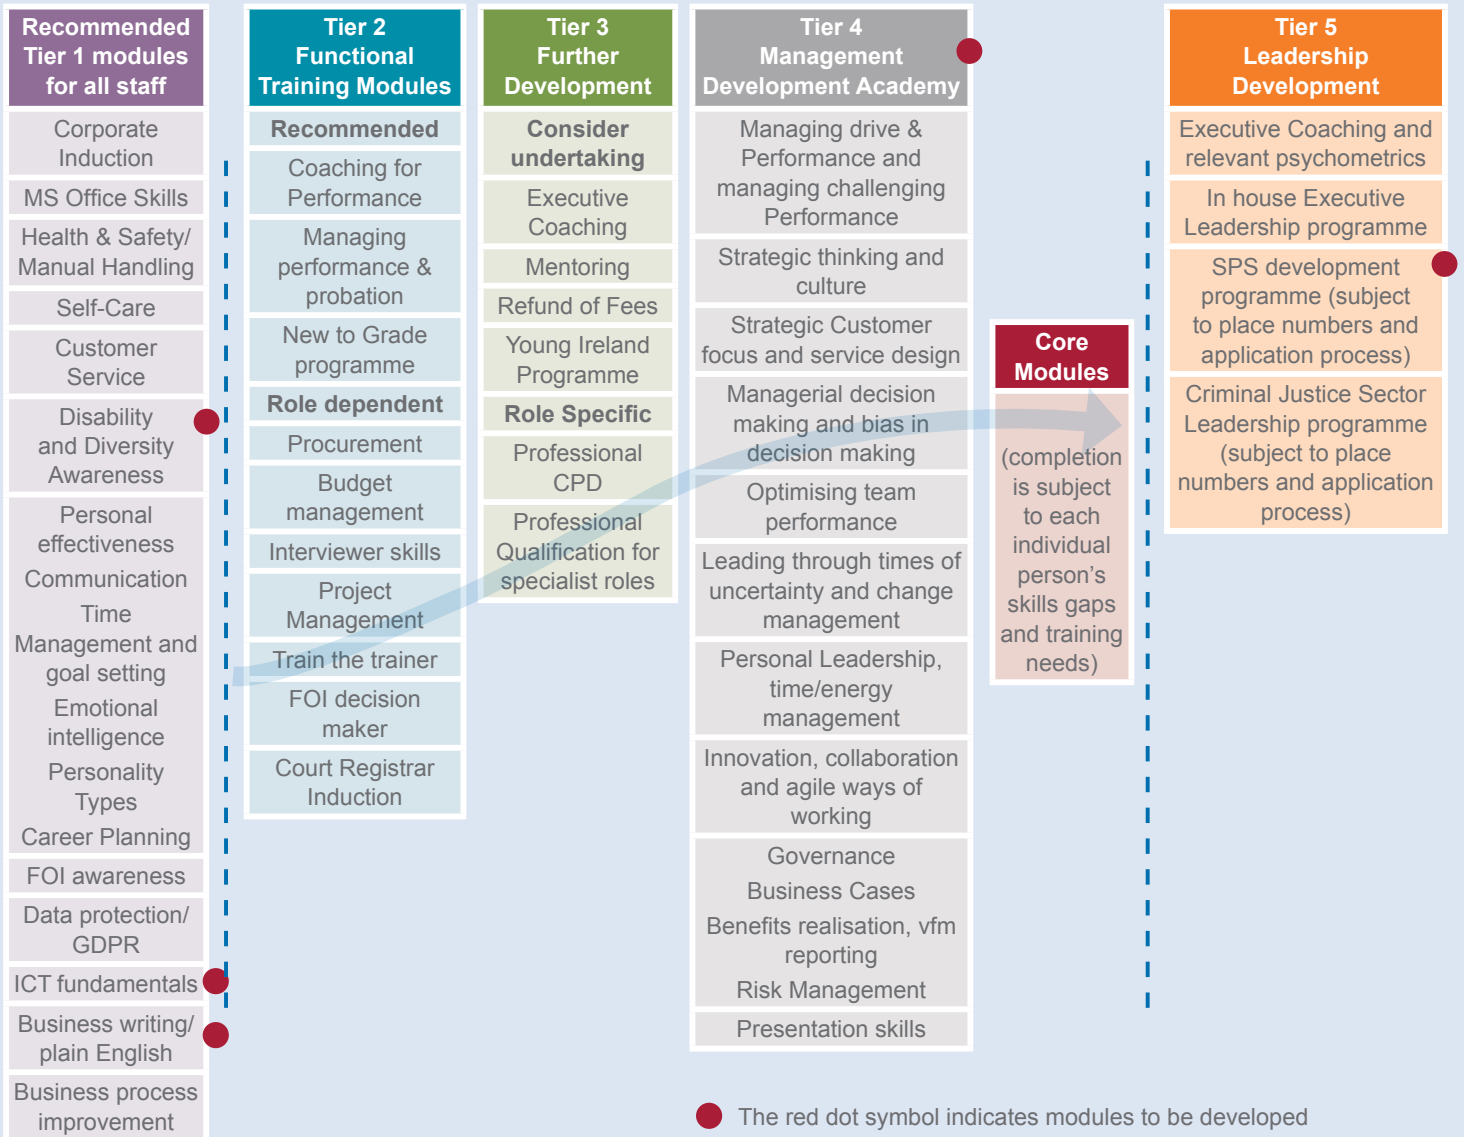 Recommended
Tier 1 modules
for all staff
Corporate
Induction
MS Office Skills
Health & Safety/
Manual Handling
Self-Care
Customer
Service
Disability
and Diversity
Awareness
Personal
effectiveness
Communication
Time
Management and
goal setting
Emotional
intelligence
Personality
Types
Career Planning
FOI awareness
Data protection/
GDPR
ICT fundamentals
Business writing/
plain English
Business process
improvement
Tier 2
Functional
Training Modules
Recommended
Coaching for
Performance
Managing
performance &
probation
New to Grade
programme
Role dependent
Procurement
Budget
management
Interviewer skills
Project
Management
Train the trainer
FOI decision
maker
Court Registrar
Induction
Tier 3
Further
Development
Consider
undertaking
Executive
Coaching
Mentoring
Refund of Fees
Young Ireland
Programme
Role Specific
Professional
CPD
Professional
Qualification for
specialist roles
Tier 4
Management
Development Academy
Managing drive &
Performance and
managing challenging
Performance
Strategic thinking and
culture
Strategic Customer
focus and service design
Managerial decision
making and bias in
decision making
Optimising team
performance
Leading through times of
uncertainty and change
management
Personal Leadership,
time/energy
management
Innovation, collaboration
and agile ways of
working
Governance
Business Cases
Benefits realisation, vfm
reporting
Risk Management
Presentation skills
Core
Modules
(completion
is subject
to each
individual
person’s
skills gaps
and training
needs)
Tier 5
Leadership
Development
Executive Coaching and
relevant psychometrics
In house Executive
Leadership programme
SPS development
programme (subject
to place numbers and
application process)
Criminal Justice Sector
Leadership programme
(subject to place
numbers and application
process)
The red dot symbol indicates modules to be developed